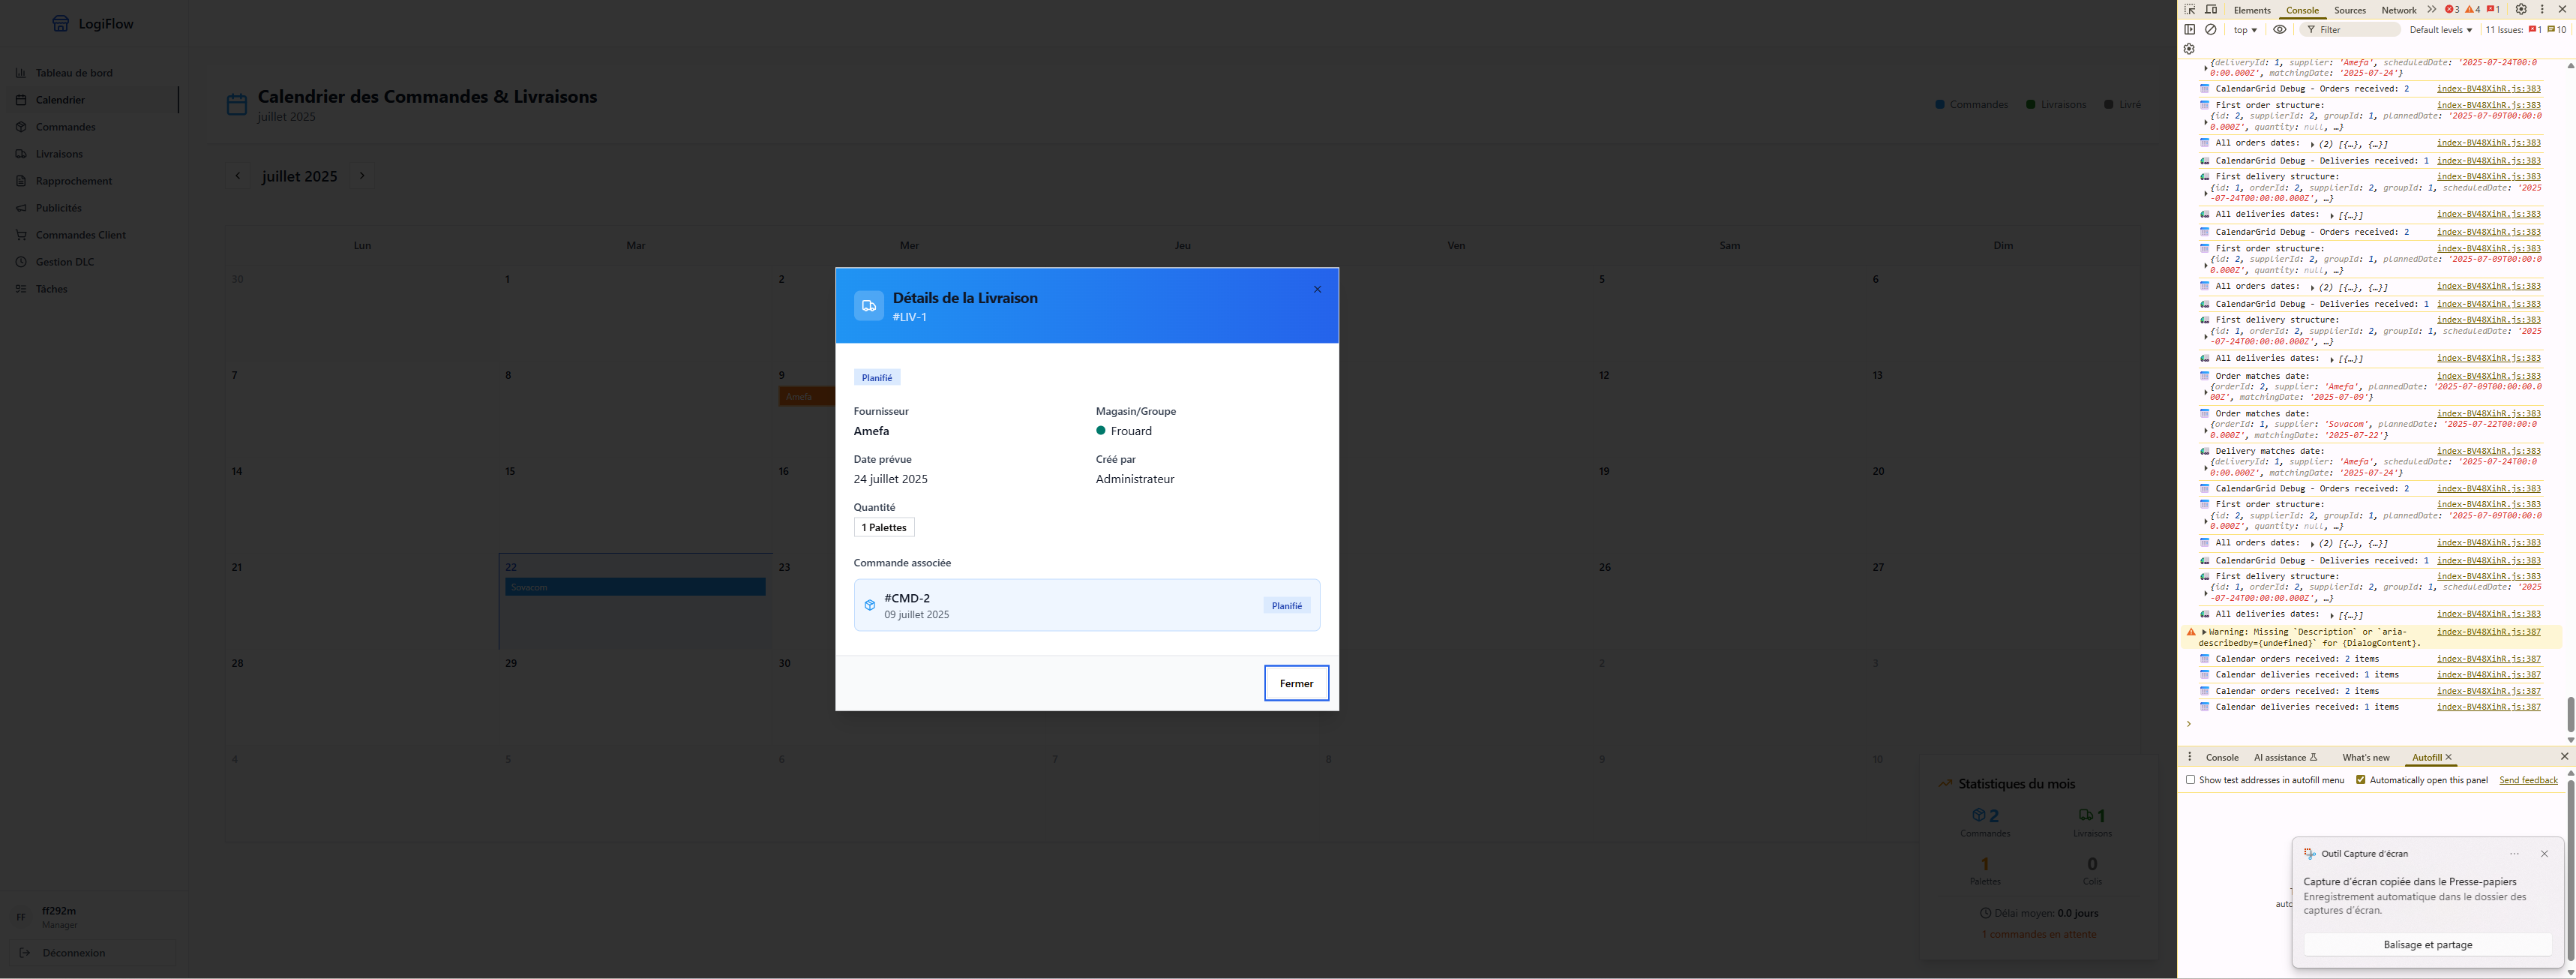 LogiFlow
Tableau de bord
Calendrier
Commandes
Livraisons
Rapprochement
Publicités
Commandes Client
Gestion DLC
Tâches
FF
ff292m
Manager
Déconnexion
Calendrier des Commandes & Livraisons
juillet 2025
Commandes Livraisons Livré
juillet 2025
Lun Mar Mer Jeu Ven Sam Dim
30 1 2 5 6
7 8 9 12 13
Amefa
14 15 16 19 20
21 22 23 26 27
Sovacom
28 29 30 2 3
4 5 6 7 8 9 10
Détails de la Livraison
#LIV-1
Planifié
Fournisseur Magasin/Groupe
Amefa Frouard
Date prévue Créé par
24 juillet 2025 Administrateur
Quantité
1 Palettes
Commande associée
#CMD-2
09 juillet 2025
Planifié
Fermer
Statistiques du mois
2 1
Commandes Livraisons
1 0
Palettes Colis
Délai moyen: 0.0 jours
1 commandes en attente
Elements Console Sources Network 3 4 1
top Filter Default levels 11 Issues: 1 10
{deliveryId: 1, supplier: 'Amefa', scheduledDate: '2025-07-24T00:0
0:00.000Z', matchingDate: '2025-07-24'}
CalendarGrid Debug - Orders received: 2 index-BV48XihR.js:383
First order structure: index-BV48XihR.js:383
{id: 2, supplierId: 2, groupId: 1, plannedDate: '2025-07-09T00:00:0
0.000Z', quantity: null, …}
All orders dates: (2) [{…}, {…}] index-BV48XihR.js:383
CalendarGrid Debug - Deliveries received: 1 index-BV48XihR.js:383
First delivery structure: index-BV48XihR.js:383
{id: 1, orderId: 2, supplierId: 2, groupId: 1, scheduledDate: '2025
-07-24T00:00:00.000Z', …}
All deliveries dates: [{…}] index-BV48XihR.js:383
CalendarGrid Debug - Orders received: 2 index-BV48XihR.js:383
First order structure: index-BV48XihR.js:383
{id: 2, supplierId: 2, groupId: 1, plannedDate: '2025-07-09T00:00:0
0.000Z', quantity: null, …}
All orders dates: (2) [{…}, {…}] index-BV48XihR.js:383
CalendarGrid Debug - Deliveries received: 1 index-BV48XihR.js:383
First delivery structure: index-BV48XihR.js:383
{id: 1, orderId: 2, supplierId: 2, groupId: 1, scheduledDate: '2025
-07-24T00:00:00.000Z', …}
All deliveries dates: [{…}] index-BV48XihR.js:383
Order matches date: index-BV48XihR.js:383
{orderId: 2, supplier: 'Amefa', plannedDate: '2025-07-09T00:00:00.0
00Z', matchingDate: '2025-07-09'}
Order matches date: index-BV48XihR.js:383
{orderId: 1, supplier: 'Sovacom', plannedDate: '2025-07-22T00:00:0
0.000Z', matchingDate: '2025-07-22'}
Delivery matches date: index-BV48XihR.js:383
{deliveryId: 1, supplier: 'Amefa', scheduledDate: '2025-07-24T00:0
0:00.000Z', matchingDate: '2025-07-24'}
CalendarGrid Debug - Orders received: 2 index-BV48XihR.js:383
First order structure: index-BV48XihR.js:383
{id: 2, supplierId: 2, groupId: 1, plannedDate: '2025-07-09T00:00:0
0.000Z', quantity: null, …}
All orders dates: (2) [{…}, {…}] index-BV48XihR.js:383
CalendarGrid Debug - Deliveries received: 1 index-BV48XihR.js:383
First delivery structure: index-BV48XihR.js:383
{id: 1, orderId: 2, supplierId: 2, groupId: 1, scheduledDate: '2025
-07-24T00:00:00.000Z', …}
All deliveries dates: [{…}] index-BV48XihR.js:383
Warning: Missing `Description` or `aria- index-BV48XihR.js:387
describedby={undefined}` for {DialogContent}.
Calendar orders received: 2 items index-BV48XihR.js:387
Calendar deliveries received: 1 items index-BV48XihR.js:387
Calendar orders received: 2 items index-BV48XihR.js:387
Calendar deliveries received: 1 items index-BV48XihR.js:387
Console AI assistance What's new Autofill
Show test addresses in autofill menu Automatically open this panel Send feedback
Outil Capture d'écran
Capture d'écran copiée dans le Presse-papiers
Enregistrement automatique dans le dossier des
captures d'écran.
Balisage et partage